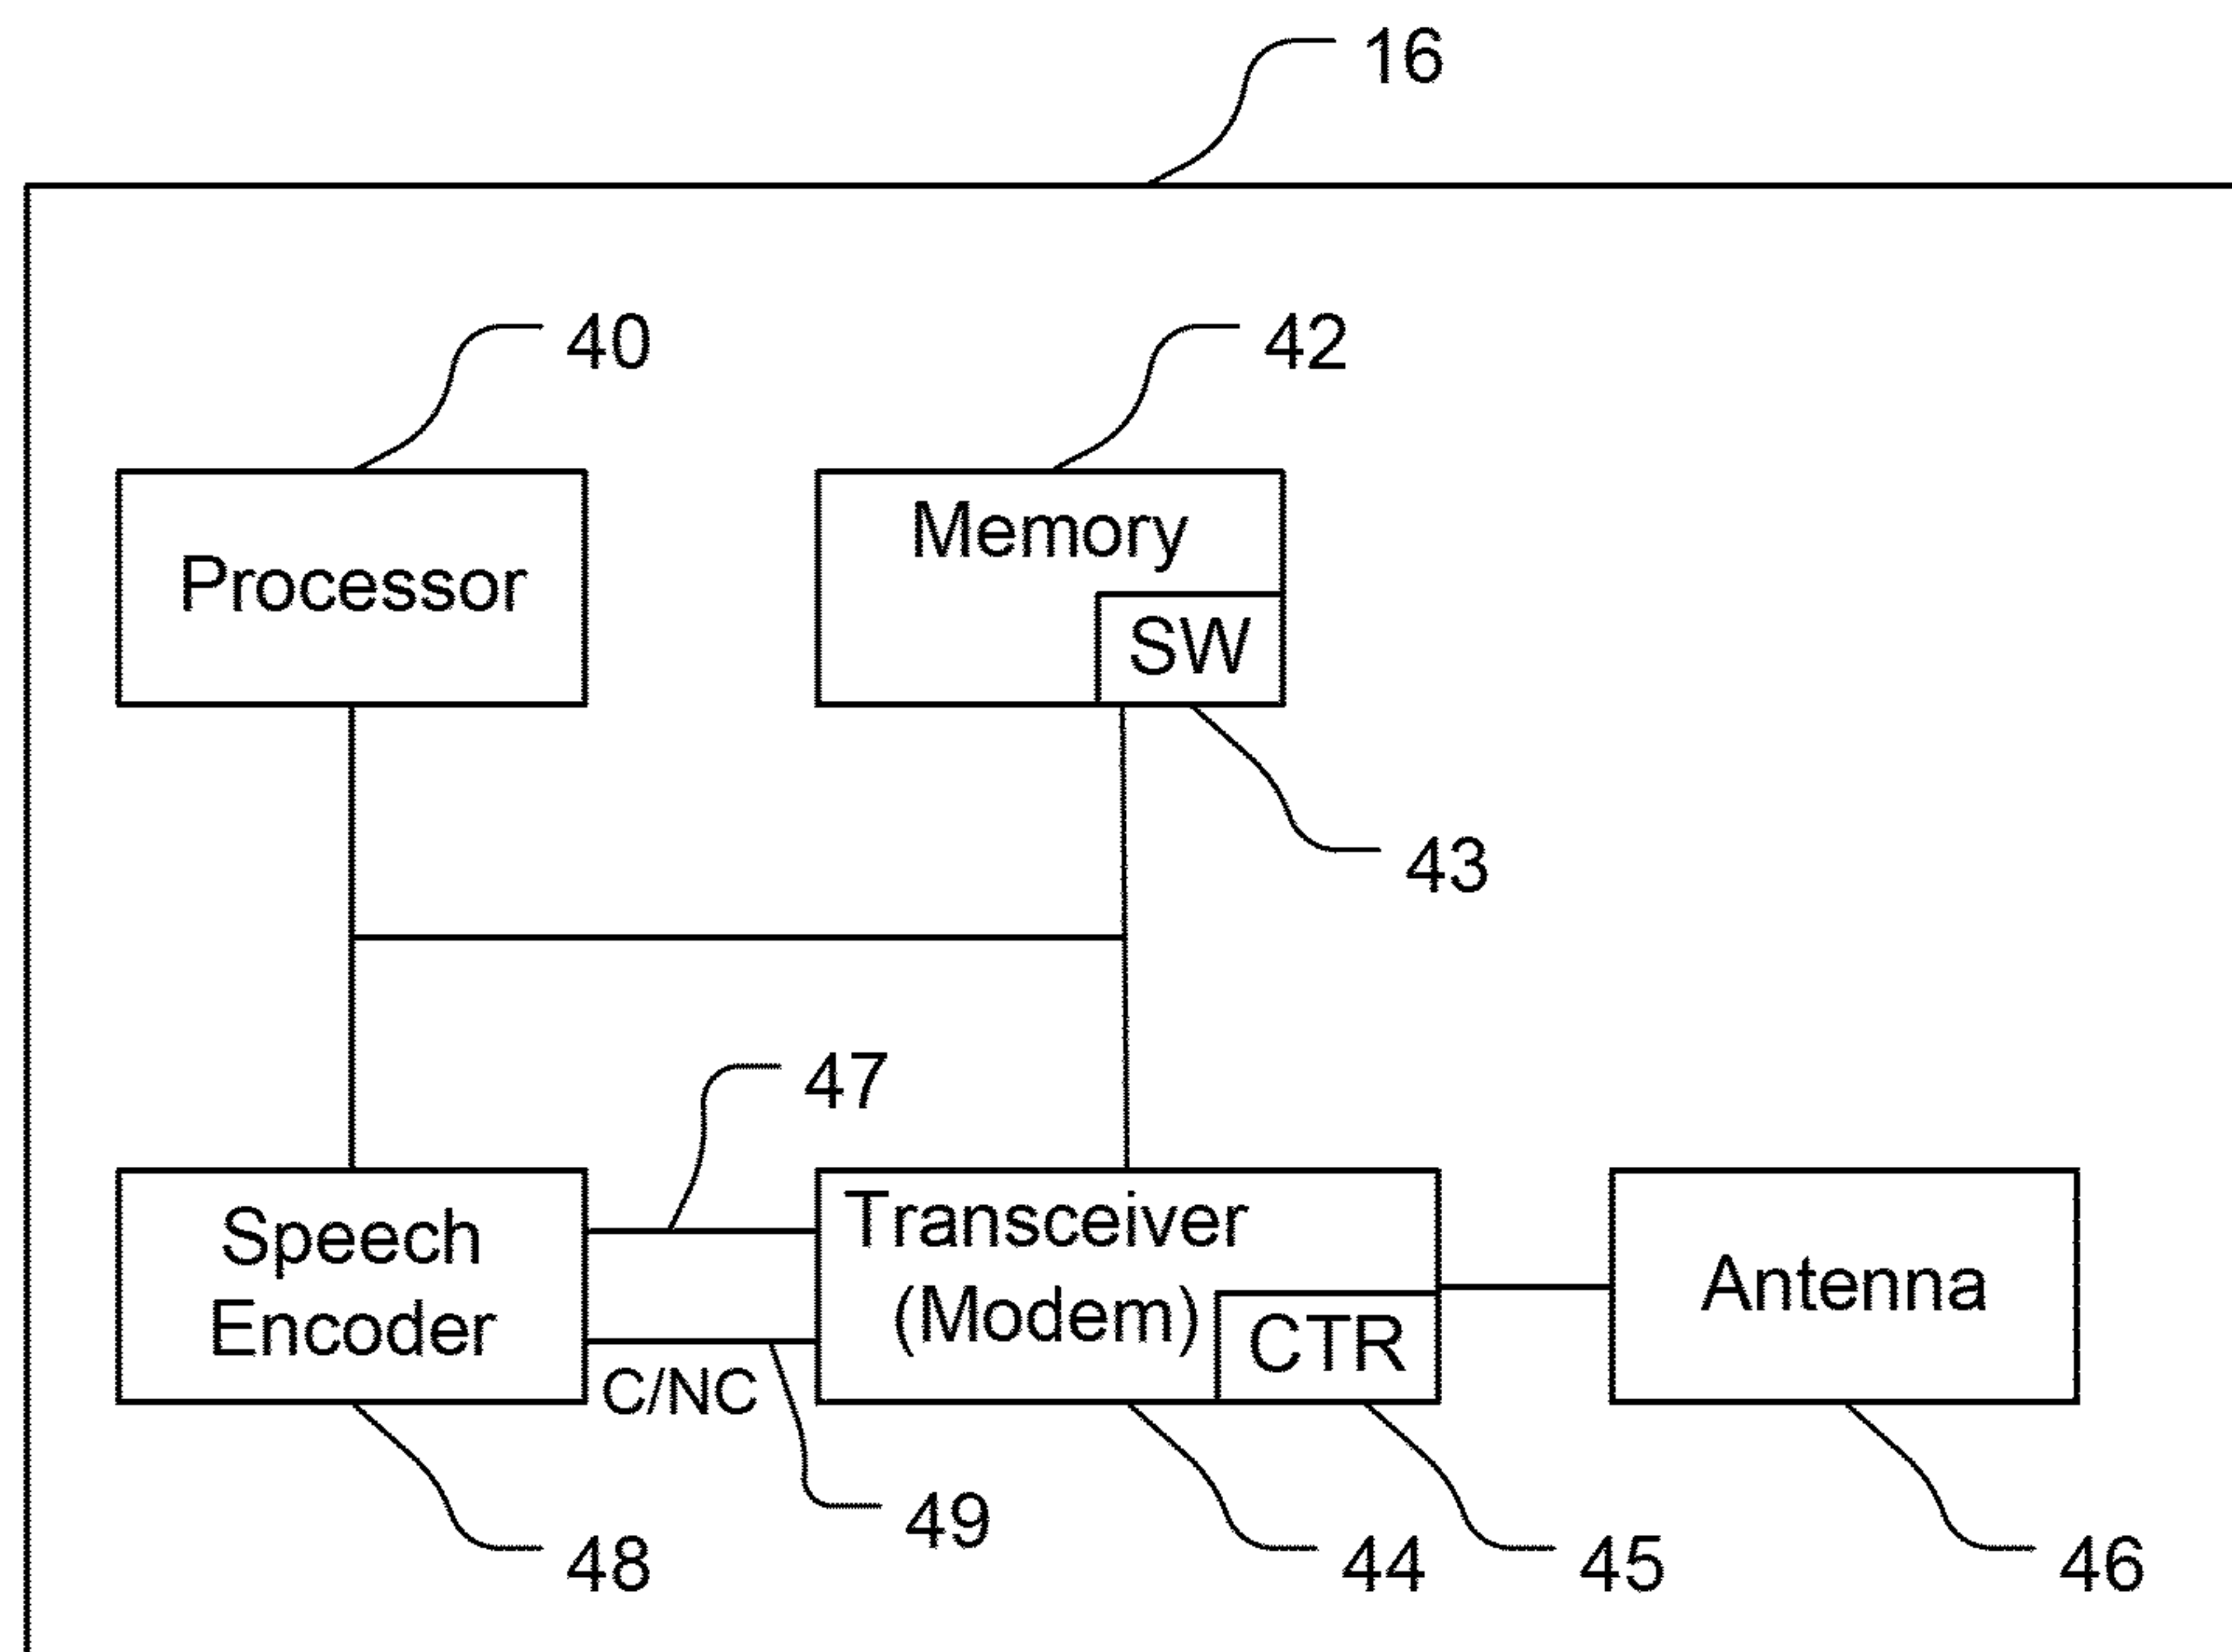 16
40
42
Processor
Memory
SW
43
47
Speech
Encoder
Transceiver
(Modem)
CTR
Antenna
C/NC
49
48
44
45
46